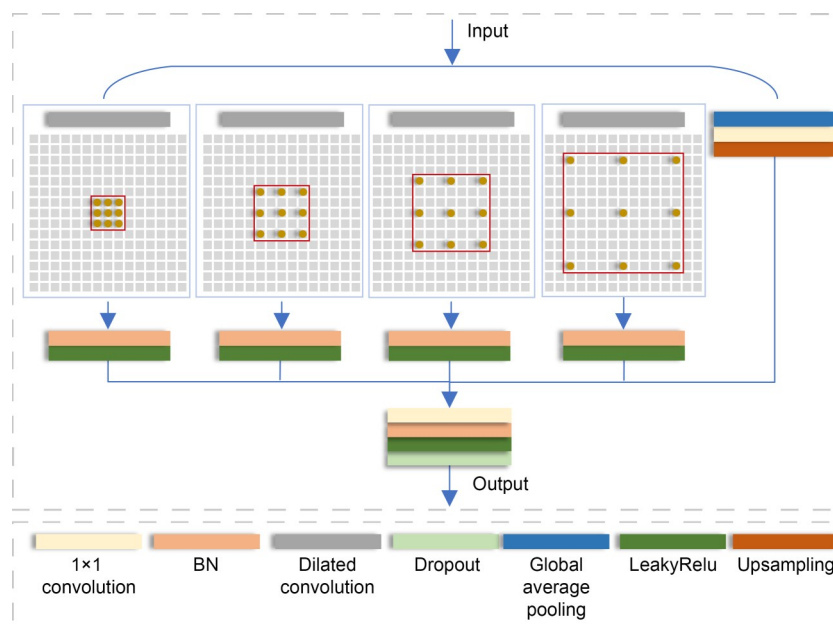 Input
Output
1×1
convolution
BN
Dilated
convolution
Dropout
Global
average
pooling
LeakyRelu
Upsampling